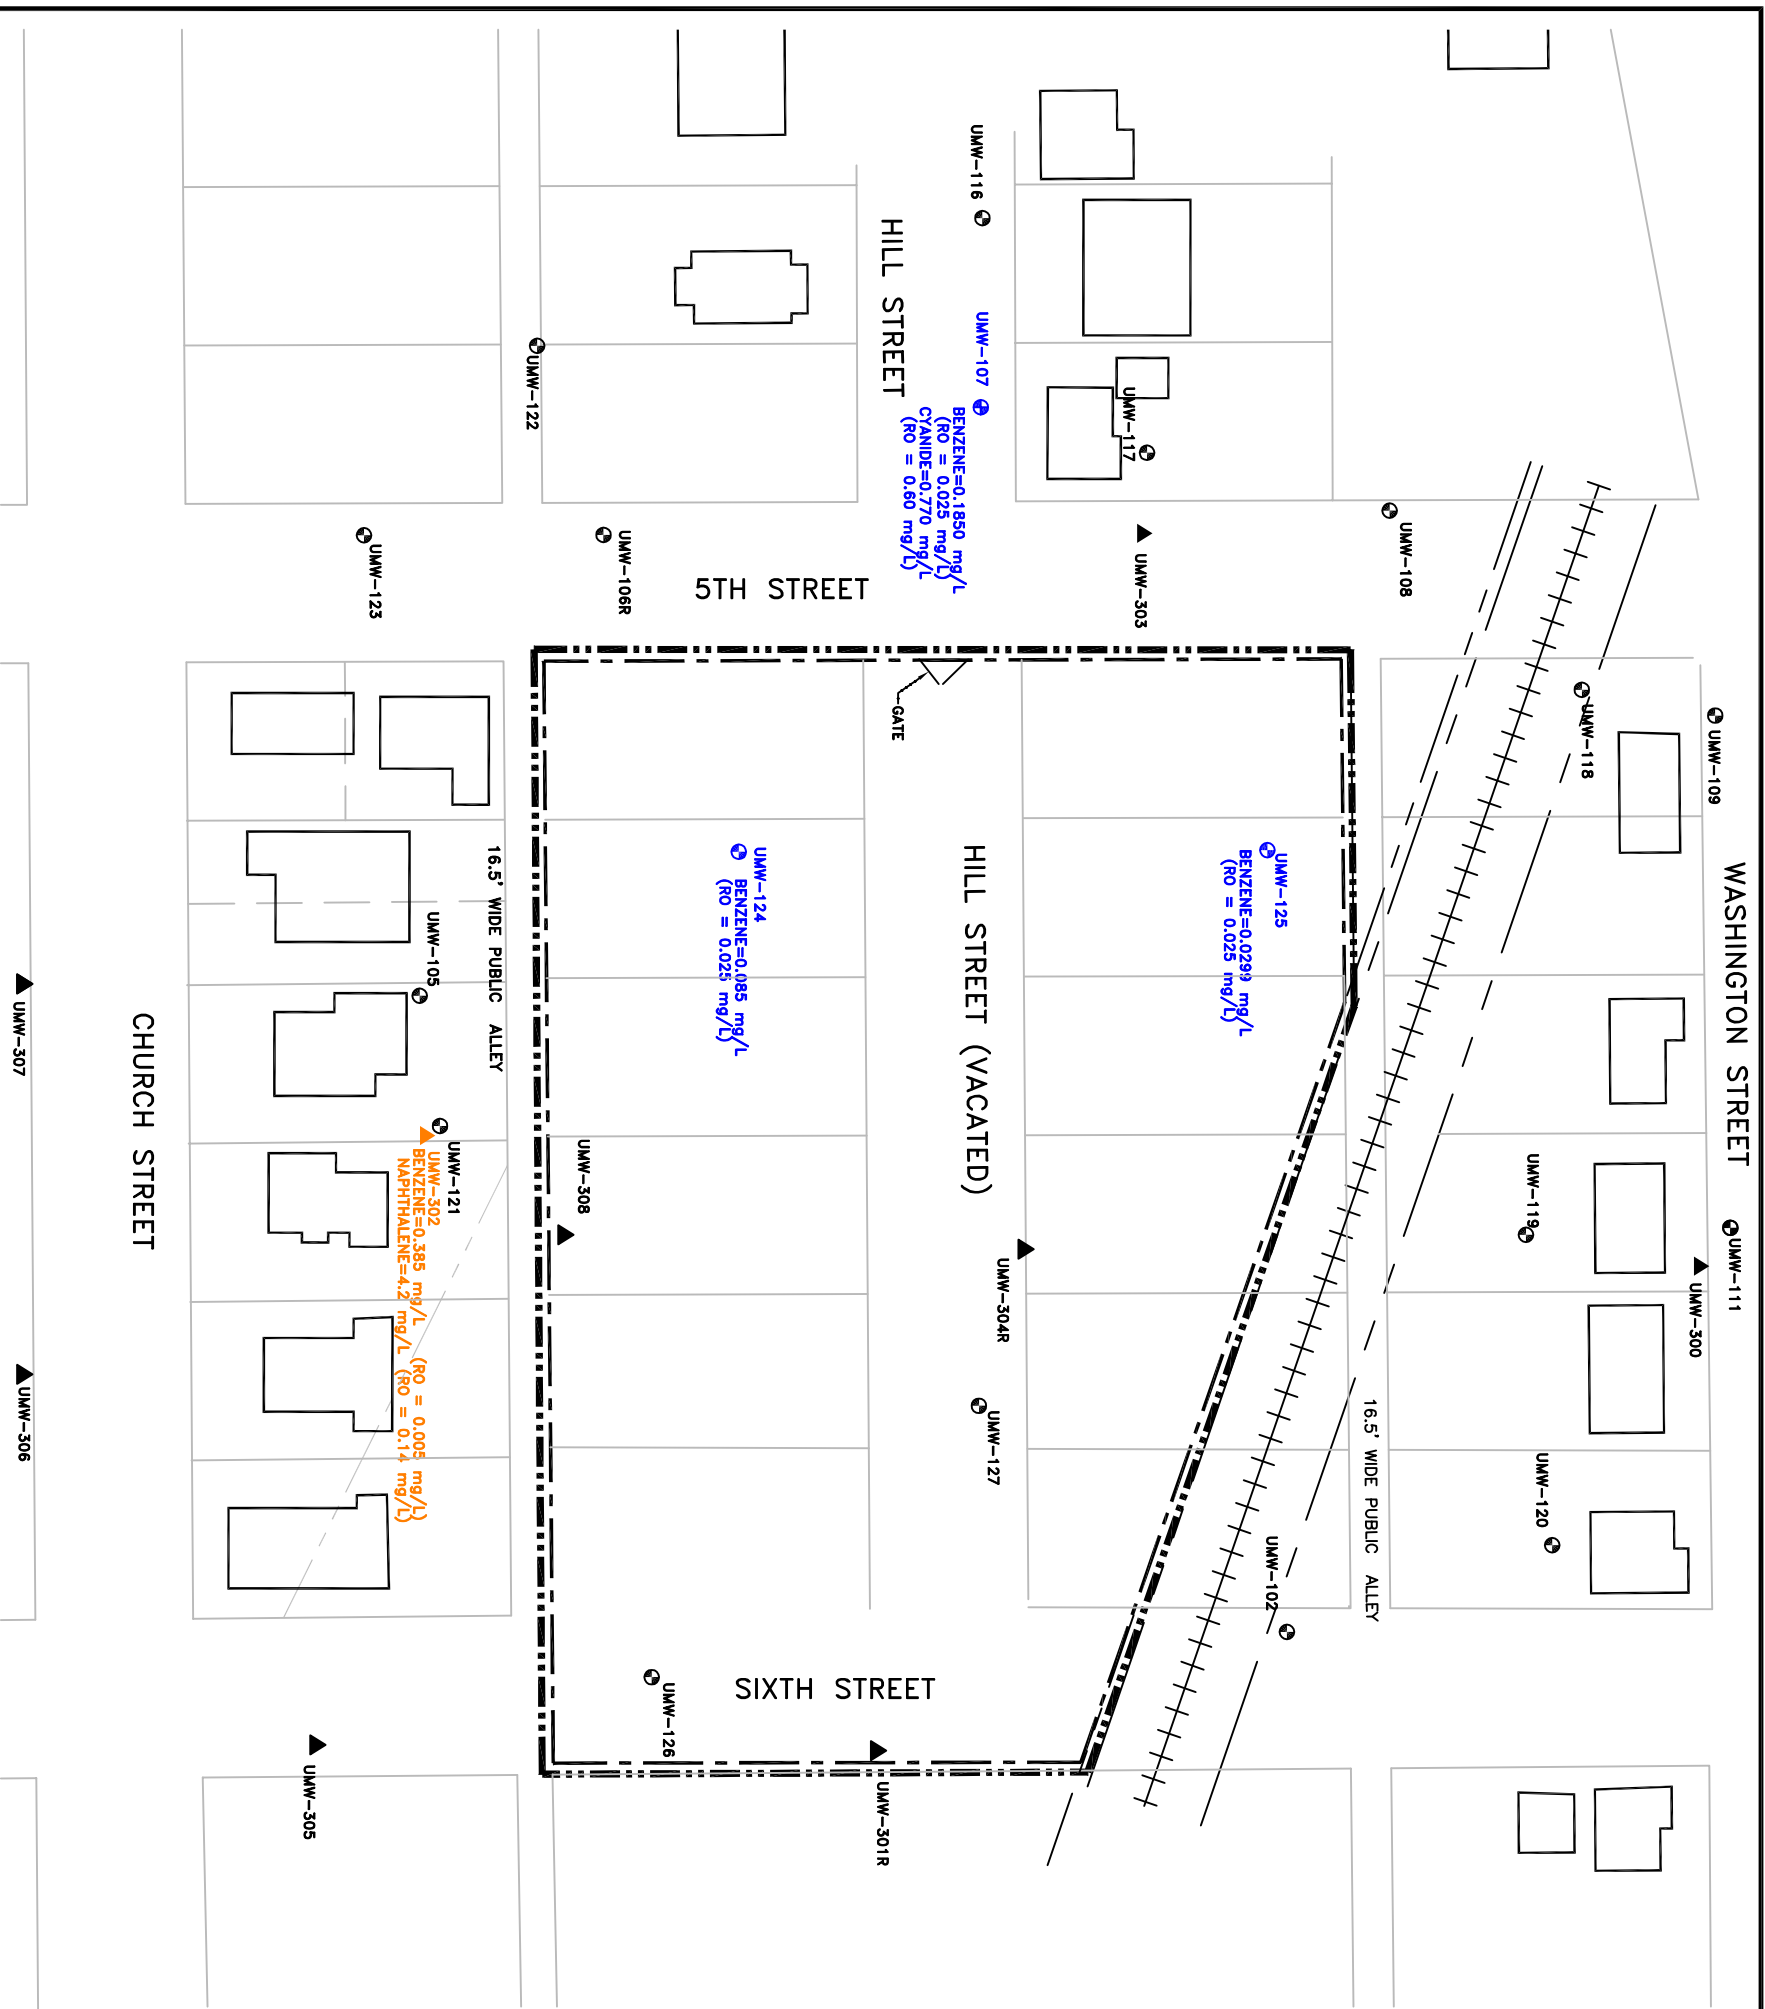 WASHINGTON STREET
UMW-109
UMW-111
UMW-300
UMW-118
UMW-119
UMW-120
UMW-108
16.5' WIDE PUBLIC ALLEY
UMW-102
UMW-125
BENZENE=0.0299 mg/L
(RO = 0.025 mg/L)
UMW-117
UMW-303
UMW-116
UMW-107
BENZENE=0.1850 mg/L
(RO = 0.025 mg/L)
CYANIDE=0.770 mg/L
(RO = 0.60 mg/L)
HILL STREET
GATE
HILL STREET (VACATED)
UMW-304R
UMW-127
5TH STREET
SIXTH STREET
UMW-301R
UMW-124
BENZENE=0.085 mg/L
(RO = 0.025 mg/L)
UMW-126
UMW-106R
UMW-308
UMW-122
UMW-123
16.5' WIDE PUBLIC ALLEY
UMW-105
UMW-121
UMW-302
BENZENE=0.385 mg/L (RO = 0.005 mg/L)
NAPHTHALENE=4.2 mg/L (RO = 0.14 mg/L)
UMW-305
CHURCH STREET
UMW-307
UMW-306